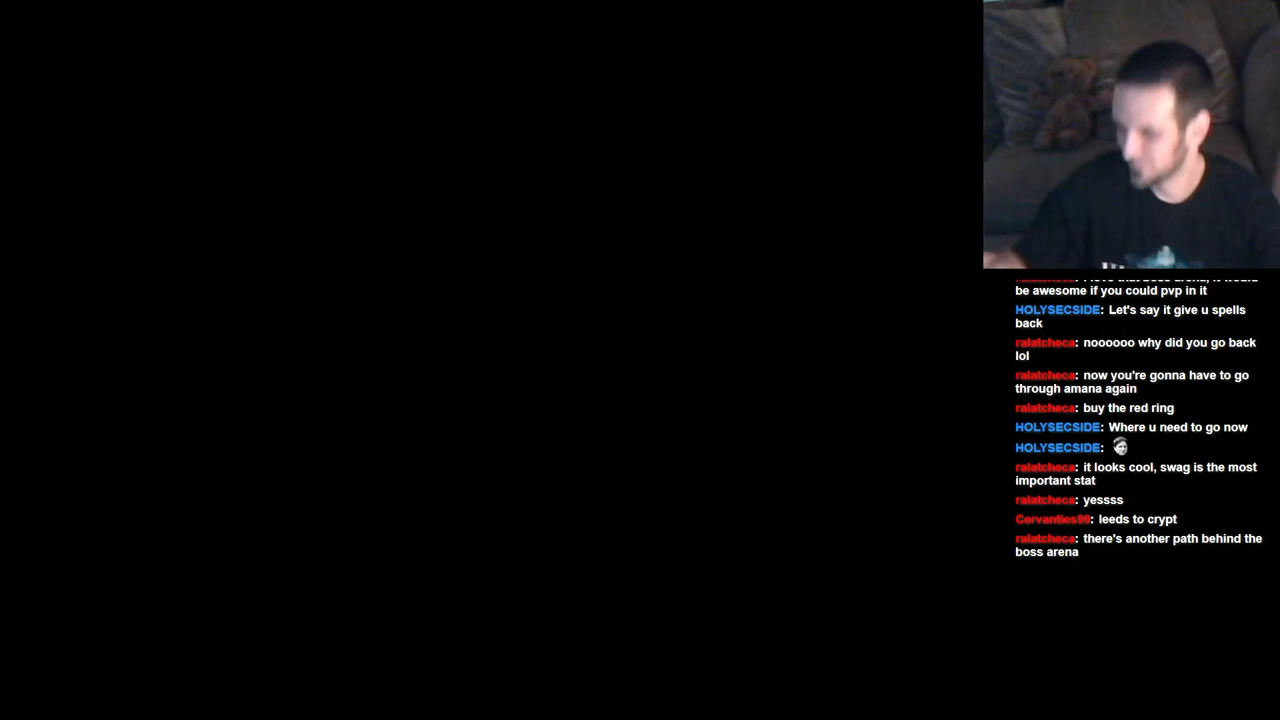 be awesome if you could pvp in it
HOLYSECSIDE: Let's say it give u spells
back
ralatcheca: noooooo why did you go back
lol
ralatcheca: now you're gonna have to go
through amana again
ralatcheca: buy the red ring
HOLYSECSIDE: Where u need to go now
HOLYSECSIDE:
ralatcheca: it looks cool, swag is the most
important stat
ralatcheca: yessss
Cervanties99: leeds to crypt
ralatcheca: there's another path behind the
boss arena